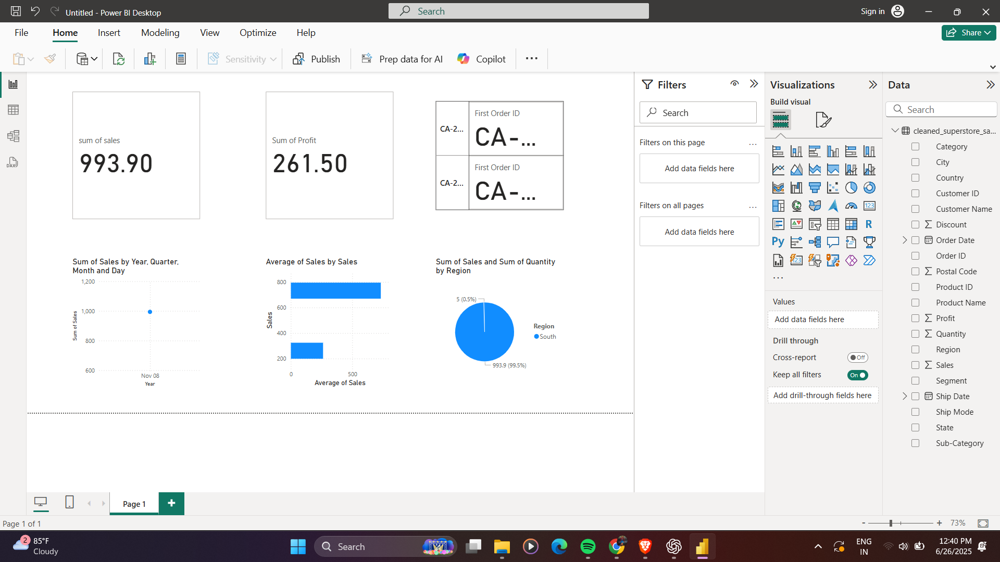 Untitled - Power BI Desktop
Search
Sign in
File
Home
Insert
Modeling
View
Optimize
Help
Share
Sensitivity
Publish
Prep data for AI
Copilot
sum of sales
993.90
Sum of Profit
261.50
CA-2...
First Order ID
CA-...
CA-2...
First Order ID
CA-...
Sum of Sales by Year, Quarter,
Month and Day
1,200
1,000
800
600
Sum of Sales
Nov 08
Year
Average of Sales by Sales
800
600
400
200
Sales
0
500
Average of Sales
Sum of Sales and Sum of Quantity
by Region
5 (0.5%)
993.9 (99.5%)
Region
South
Filters
Search
Filters on this page
...
Add data fields here
Filters on all pages
...
Add data fields here
Visualizations
Build visual
123
R
Py
123
...
Values
Add data fields here
Drill through
Cross-report
Off
Keep all filters
On
Add drill-through fields here
Data
Search
cleaned_superstore_sa...
Category
City
Country
Customer ID
Customer Name
Discount
Order Date
Order ID
Postal Code
Product ID
Product Name
Profit
Quantity
Region
Sales
Segment
Ship Date
Ship Mode
State
Sub-Category
DAX
Page 1
Page 1 of 1
- + 73%
2
85°F
Cloudy
Search
ENG
IN
12:40 PM
6/26/2025